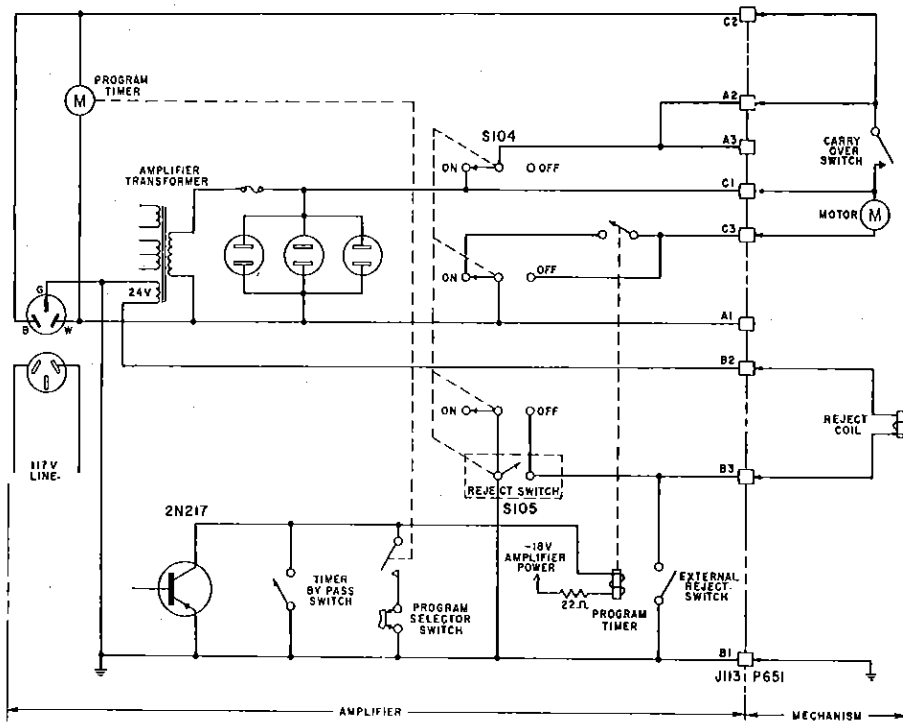 C2
M
PROGRAM
TIMER
A2
S104
A3
ON
OFF
CARRY
OVER
SWITCH
AMPLIFIER
TRANSFORMER
C1
MOTOR
M
C3
ON
OFF
G
24V
B
W
A1
B2
ON
OFF
REJECT
COIL
117V
LINE-
B3
REJECT SWITCH
S105
2N217
-18V
AMPLIFIER
POWER
TIMER
BY PASS
SWITCH
EXTERNAL
REJECT-
SWITCH
PROGRAM
SELECTOR
SWITCH
22Ω
PROGRAM
TIMER
B1
J113
P651
AMPLIFIER
MECHANISM